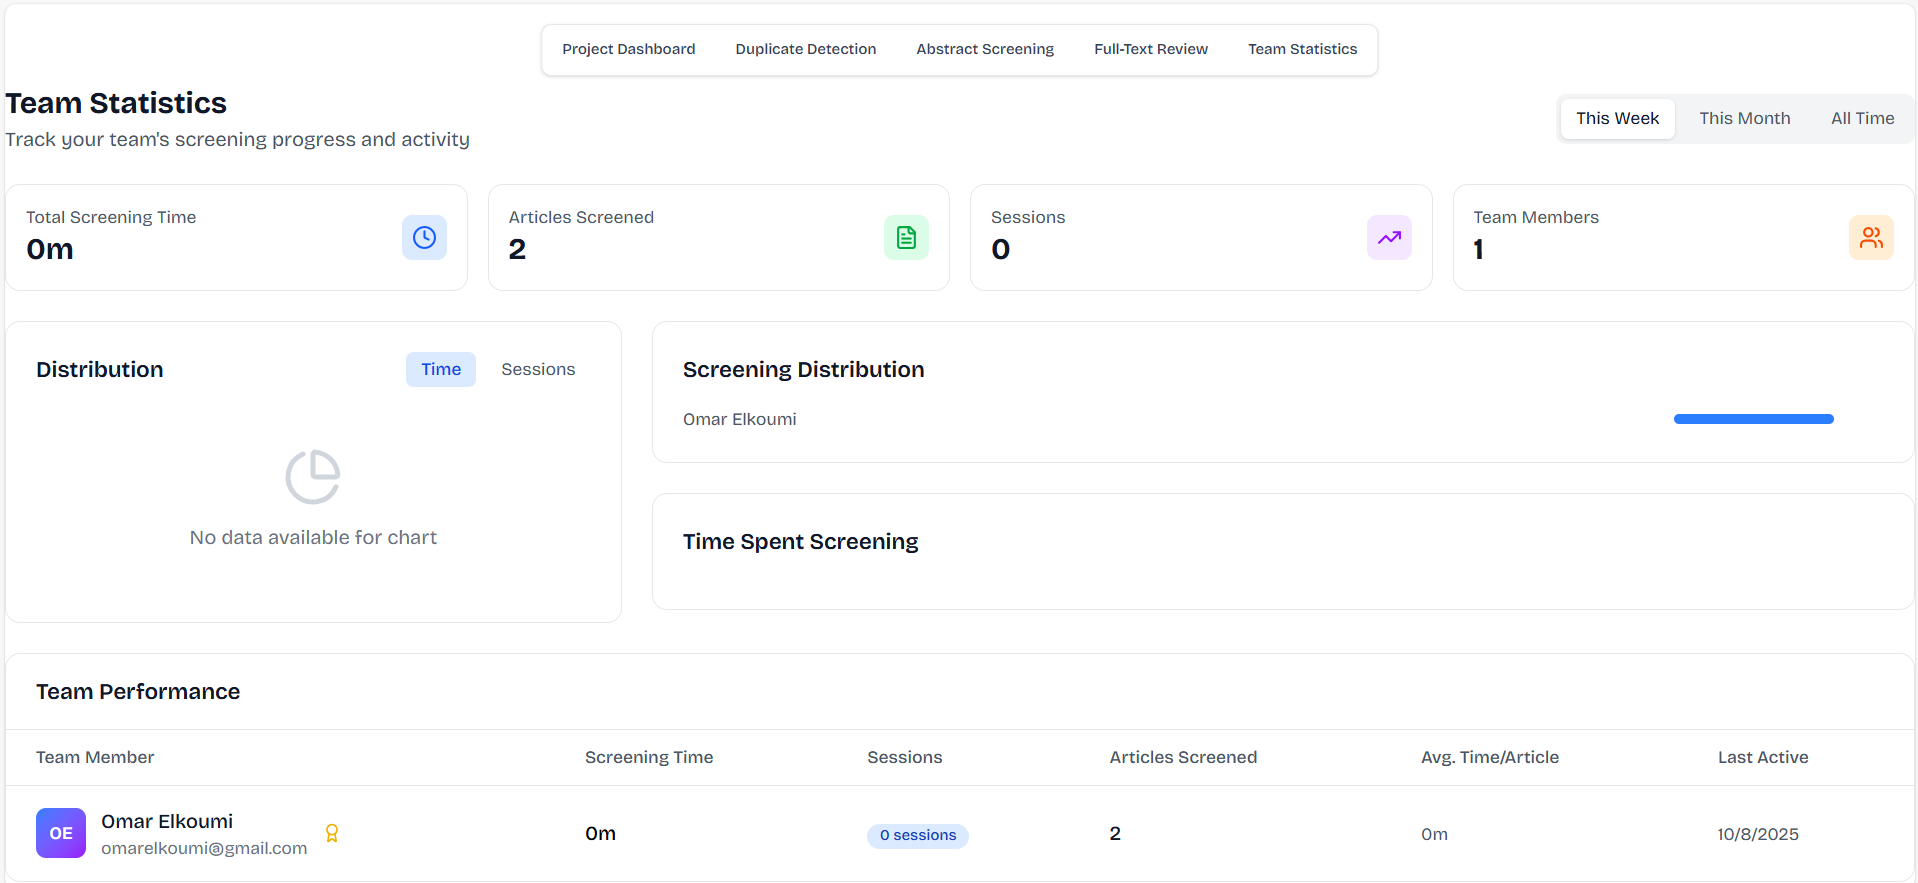 Project Dashboard Duplicate Detection Abstract Screening Full-Text Review Team Statistics
Team Statistics
Track your team's screening progress and activity
This Week This Month All Time
Total Screening Time
0m
Articles Screened
2
Sessions
0
Team Members
1
Distribution
Time Sessions
No data available for chart
Screening Distribution
Omar Elkoumi
Time Spent Screening
Team Performance
Team Member Screening Time Sessions Articles Screened Avg. Time/Article Last Active
OE
Omar Elkoumi
omarelkoumi@gmail.com
0m 0 sessions 2 0m 10/8/2025